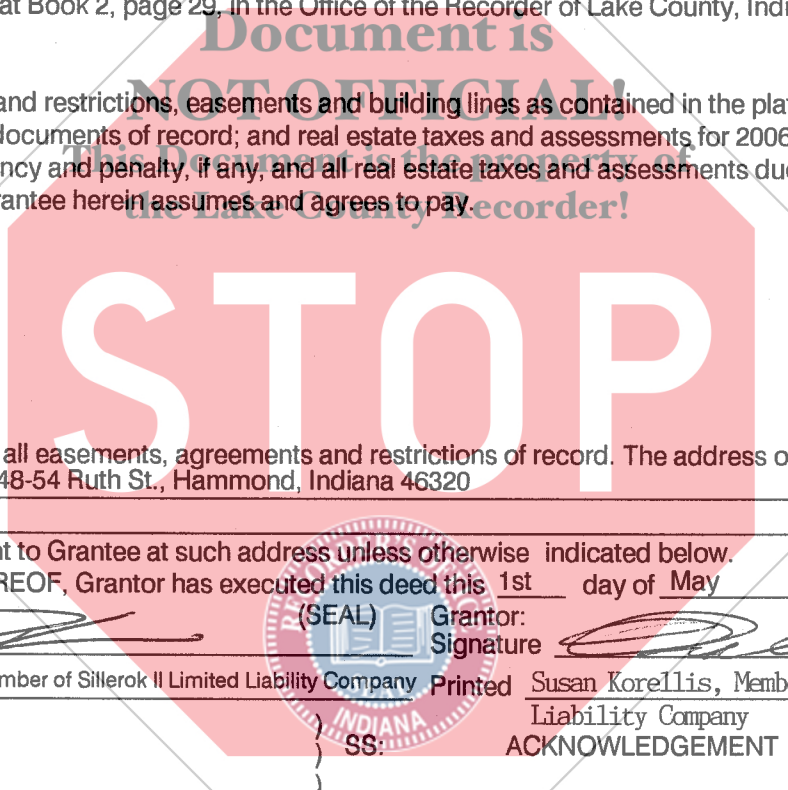 at Book 2, page 29, in the Office of the Recorder of Lake County, Indi
Document is
NOT OFFICIAL!
and restrictions, easements and building lines as contained in the pla
documents of record; and real estate taxes and assessments for 2006
This Document is the property of
ncy and penalty, if any, and all real estate taxes and assessments du
rantee herein assumes and agrees to pay.
the Lake County Recorder!
STOP
all easements, agreements and restrictions of record. The address o
48-54 Ruth St., Hammond, Indiana 46320
nt to Grantee at such address unless otherwise indicated below.
REOF, Grantor has executed this deed this 1st day of May
(SEAL) Grantor:
Signature
mber of Sillerok II Limited Liability Company Printed Susan Korellis, Memb
Liability Company
SS: ACKNOWLEDGEMENT
RECORDER'S OFFICE
SEAL
INDIANA